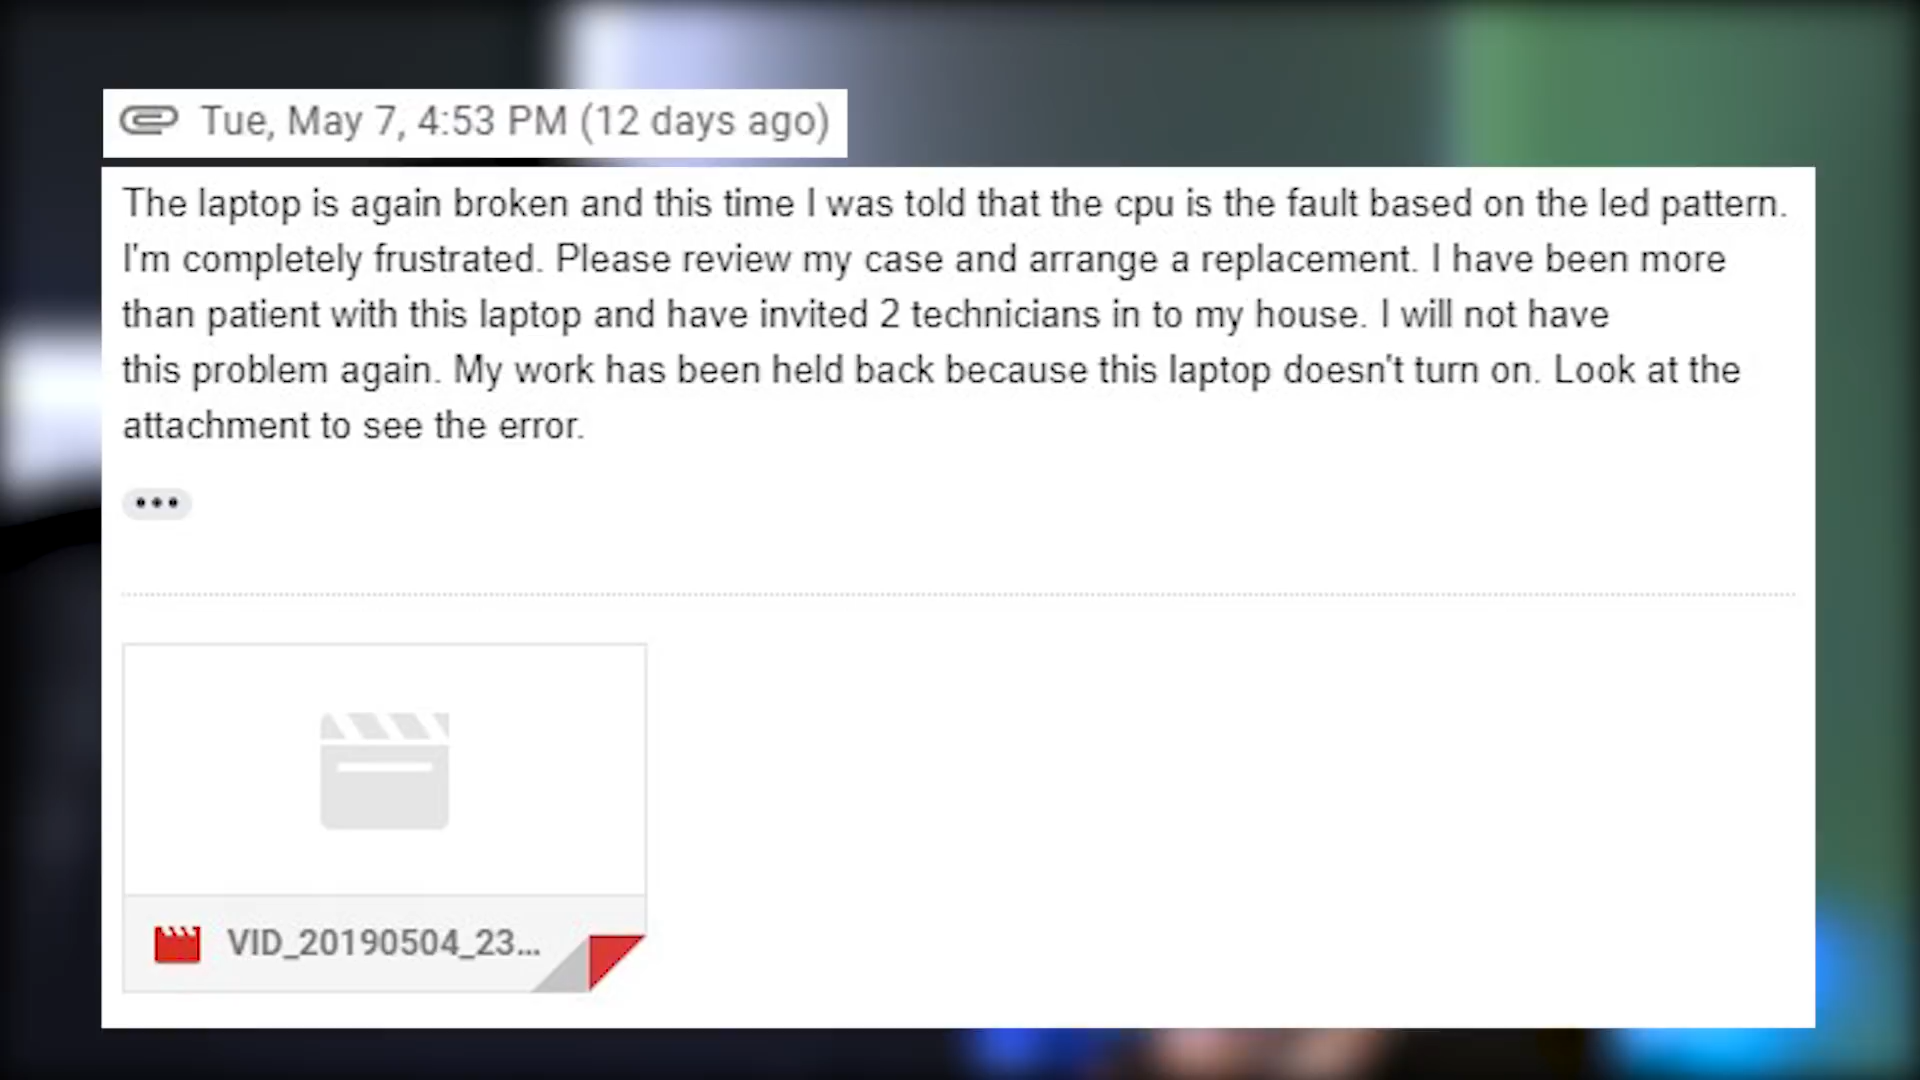 Tue, May 7, 4:53 PM (12 days ago)
The laptop is again broken and this time I was told that the cpu is the fault based on the led pattern.
I'm completely frustrated. Please review my case and arrange a replacement. I have been more
than patient with this laptop and have invited 2 technicians in to my house. I will not have
this problem again. My work has been held back because this laptop doesn't turn on. Look at the
attachment to see the error.
VID_20190504_23...